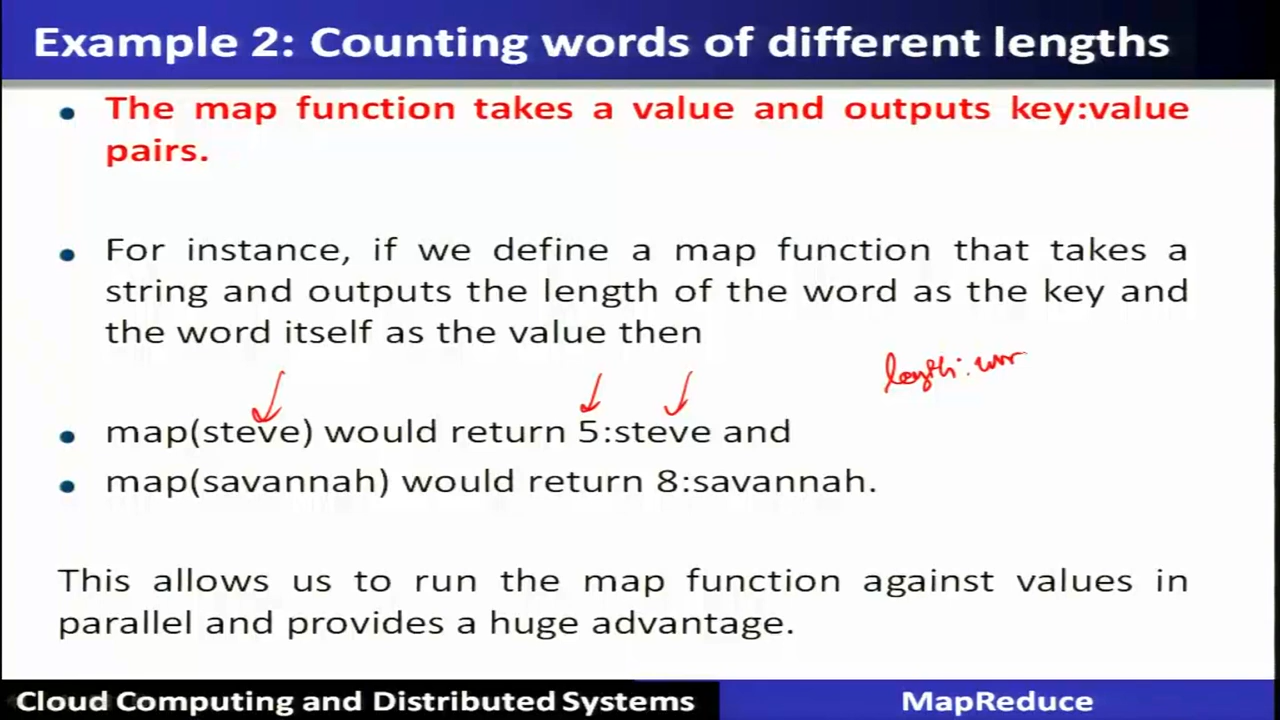 Example 2: Counting words of different lengths
• The map function takes a value and outputs key:value
pairs.
• For instance, if we define a map function that takes a
string and outputs the length of the word as the key and
the word itself as the value then
length: wor
• map(steve) would return 5:steve and
• map(savannah) would return 8:savannah.
This allows us to run the map function against values in
parallel and provides a huge advantage.
Cloud Computing and Distributed Systems
MapReduce